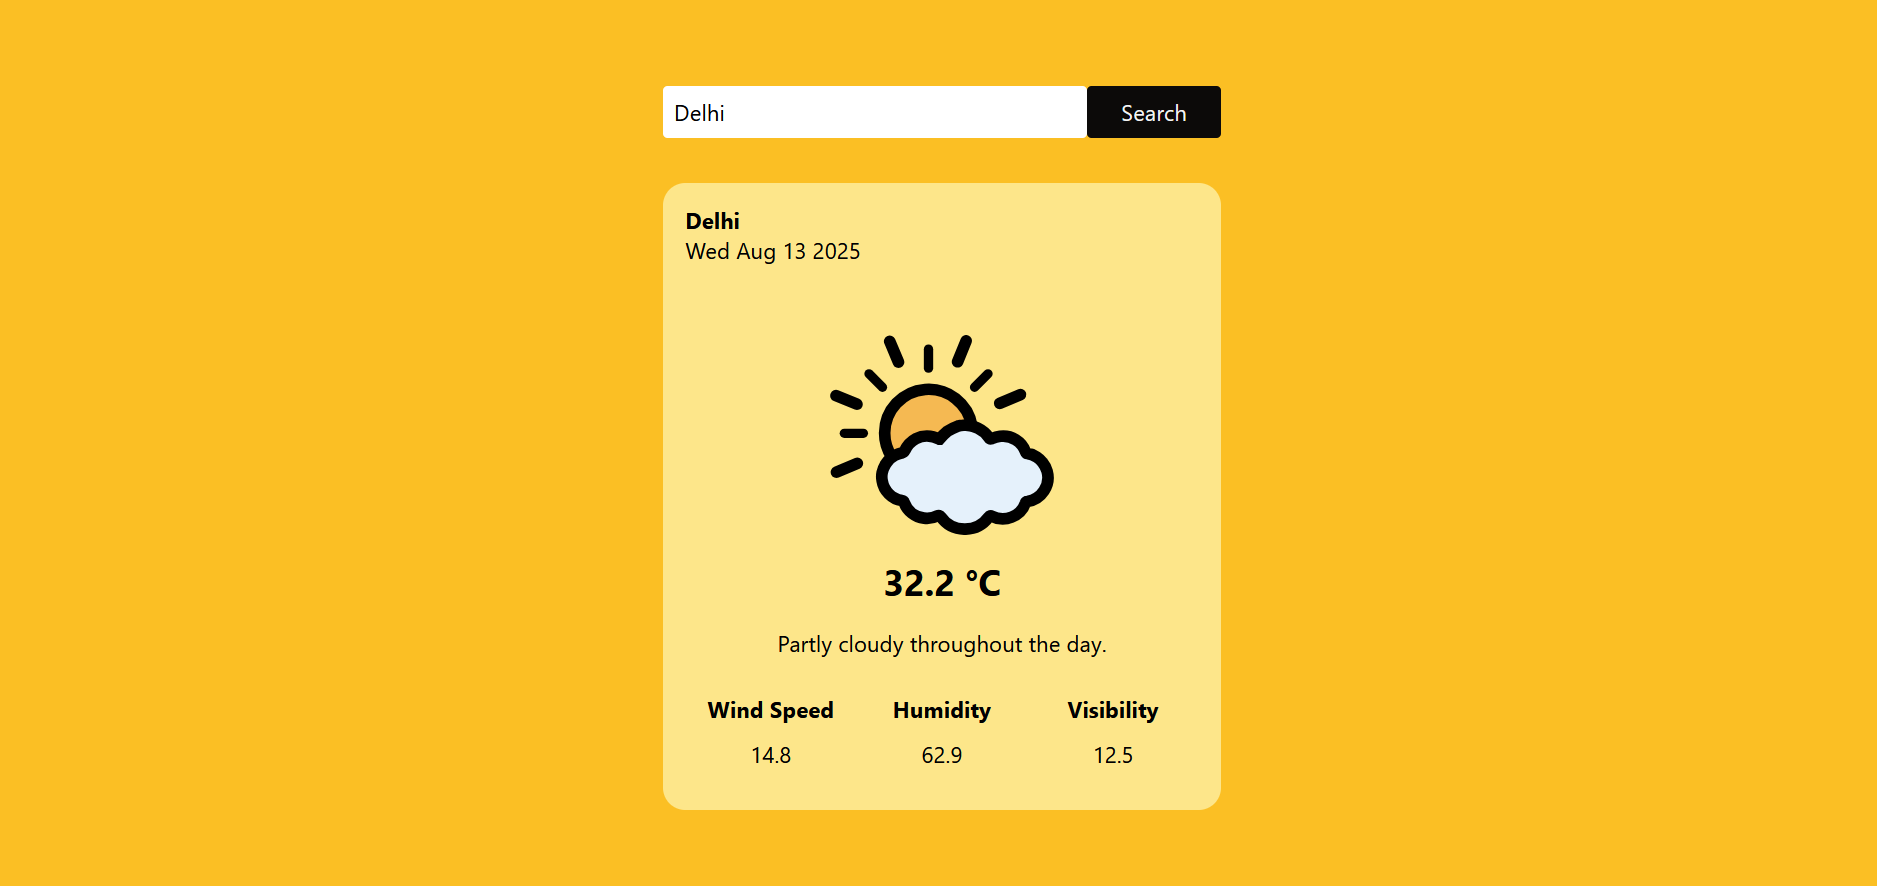 Delhi Search
Delhi
Wed Aug 13 2025
32.2 °C
Partly cloudy throughout the day.
Wind Speed Humidity Visibility
14.8 62.9 12.5